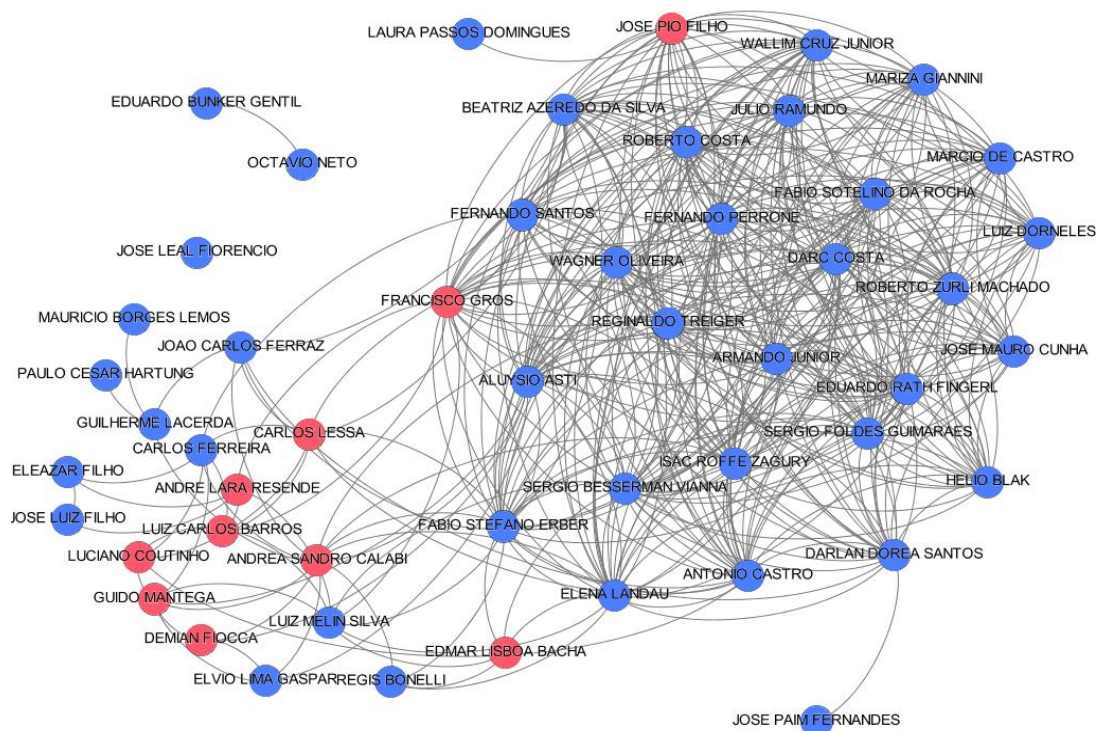 LAURA PASSOS DOMINGUES
JOSE PIO FILHO
WALLIM CRUZ JUNIOR
MARIZA GIANNINI
EDUARDO BUNKER GENTIL
BEATRIZ AZEREDO DA SILVA
JULIO RAMUNDO
ROBERTO COSTA
MARCIO DE CASTRO
OCTAVIO NETO
FABIO SOTELINO DA ROCHA
FERNANDO SANTOS
FERNANDO PERRONE
LUIZ DORNELES
JOSE LEAL FIORENCIO
WAGNER OLIVEIRA
DARC COSTA
ROBERTO ZURLI MACHADO
FRANCISCO GROS
MAURICIO BORGES LEMOS
REGINALDO TREIGER
JOAO CARLOS FERRAZ
JOSE MAURO CUNHA
ARMANDO JUNIOR
PAULO CESAR HARTUNG
ALUYSIO ASTI
EDUARDO RATH FINGERL
GUILHERME LACERDA
CARLOS LESSA
SERGIO FOLDES GUIMARAES
CARLOS FERREIRA
ISAC ROFFE ZAGURY
ELEAZAR FILHO
HELIO BLAK
ANDRE LARA RESENDE
SERGIO BESSERMAN VIANNA
JOSE LUIZ FILHO
LUIZ CARLOS BARROS
FABIO STEFANO ERBER
LUCIANO COUTINHO
ANDREA SANDRO CALABI
DARLAN DOREA SANTOS
ANTONIO CASTRO
GUIDO MANTEGA
ELENA LANDAU
LUIZ MELIN SILVA
DEMIAN FIOCCA
EDMAR LISBOA BACHA
ELVIO LIMA GASPAR
REGIS BONELLI
JOSE PAIM FERNANDES